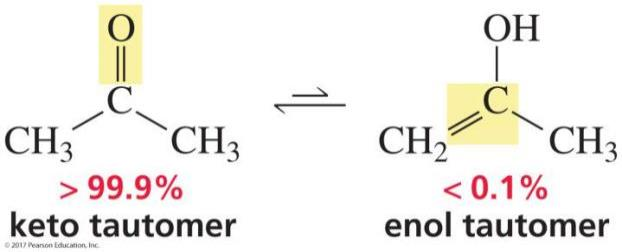 O
OH
C
C
CH3
CH3
CH2
CH3
> 99.9%
< 0.1%
keto tautomer
enol tautomer
© 2017 Pearson Education, Inc.